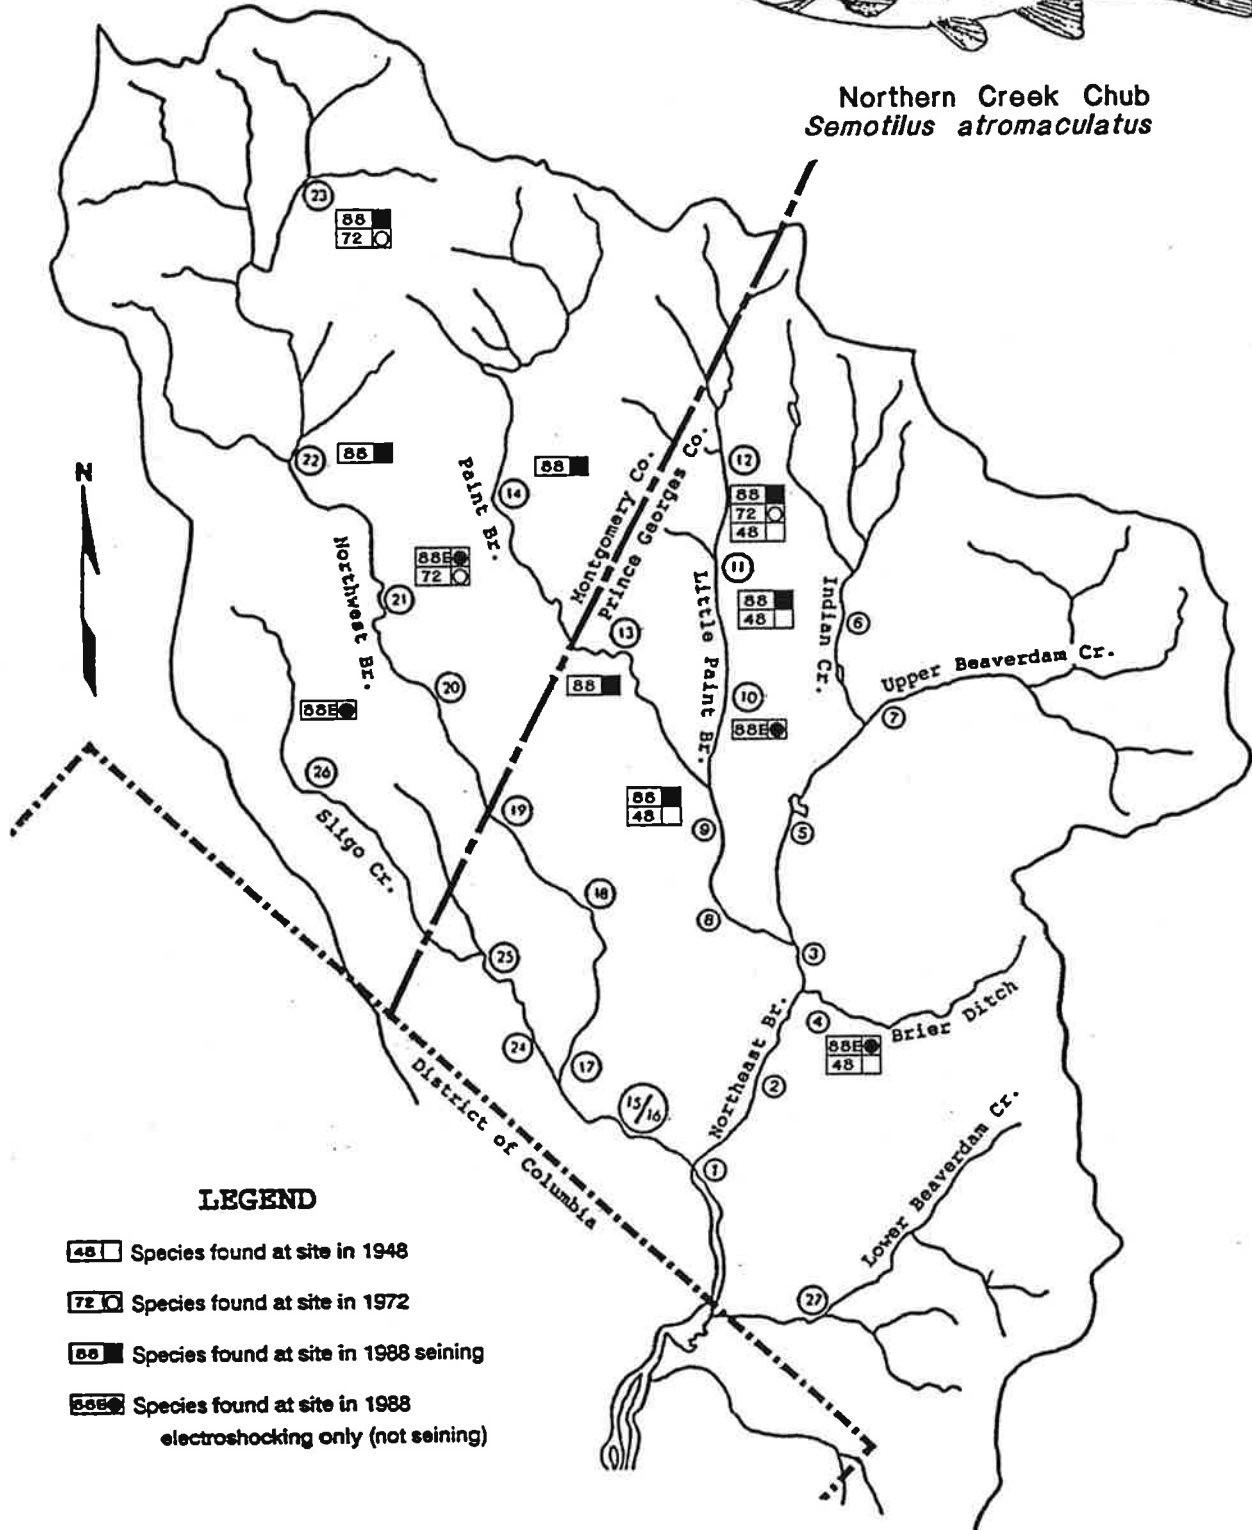 Northern Creek Chub
Semotilus atromaculatus
23
88
72
22
88
14
88
12
88
72
48
Paint Br.
Montgomery Co.
Prince Georges Co.
N
88E
72
21
Northwest Br.
11
88
48
Little Paint Br.
Indian Cr.
6
13
88
Upper Beaverdam Cr.
7
20
10
88E
88E
26
Sligo Cr.
19
88
48
9
5
18
8
3
25
4
Brier Ditch
88E
48
24
17
15/16
2
Northeast Br.
1
District of Columbia
Lower Beaverdam Cr.
27
LEGEND
48 Species found at site in 1948
72 Species found at site in 1972
88 Species found at site in 1988 seining
88E Species found at site in 1988
electroshocking only (not seining)